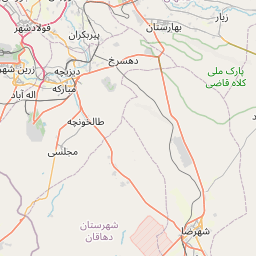 زیار
فولادشهر
بهارستان
پیربکران
دهسرخ
پارک ملی
کلاه قاضی
دیزیچه
زرین شهر
مبارکه
اله آباد
طالخونچه
مجلسی
شهرضا
شهرستان
دهاقان